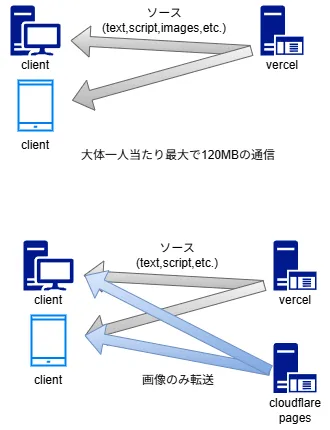 ソース
(text,script,images,etc.)
client
vercel
client
大体一人当たり最大で120MBの通信
ソース
(text,script,etc.)
client
vercel
client
画像のみ転送
cloudflare
pages